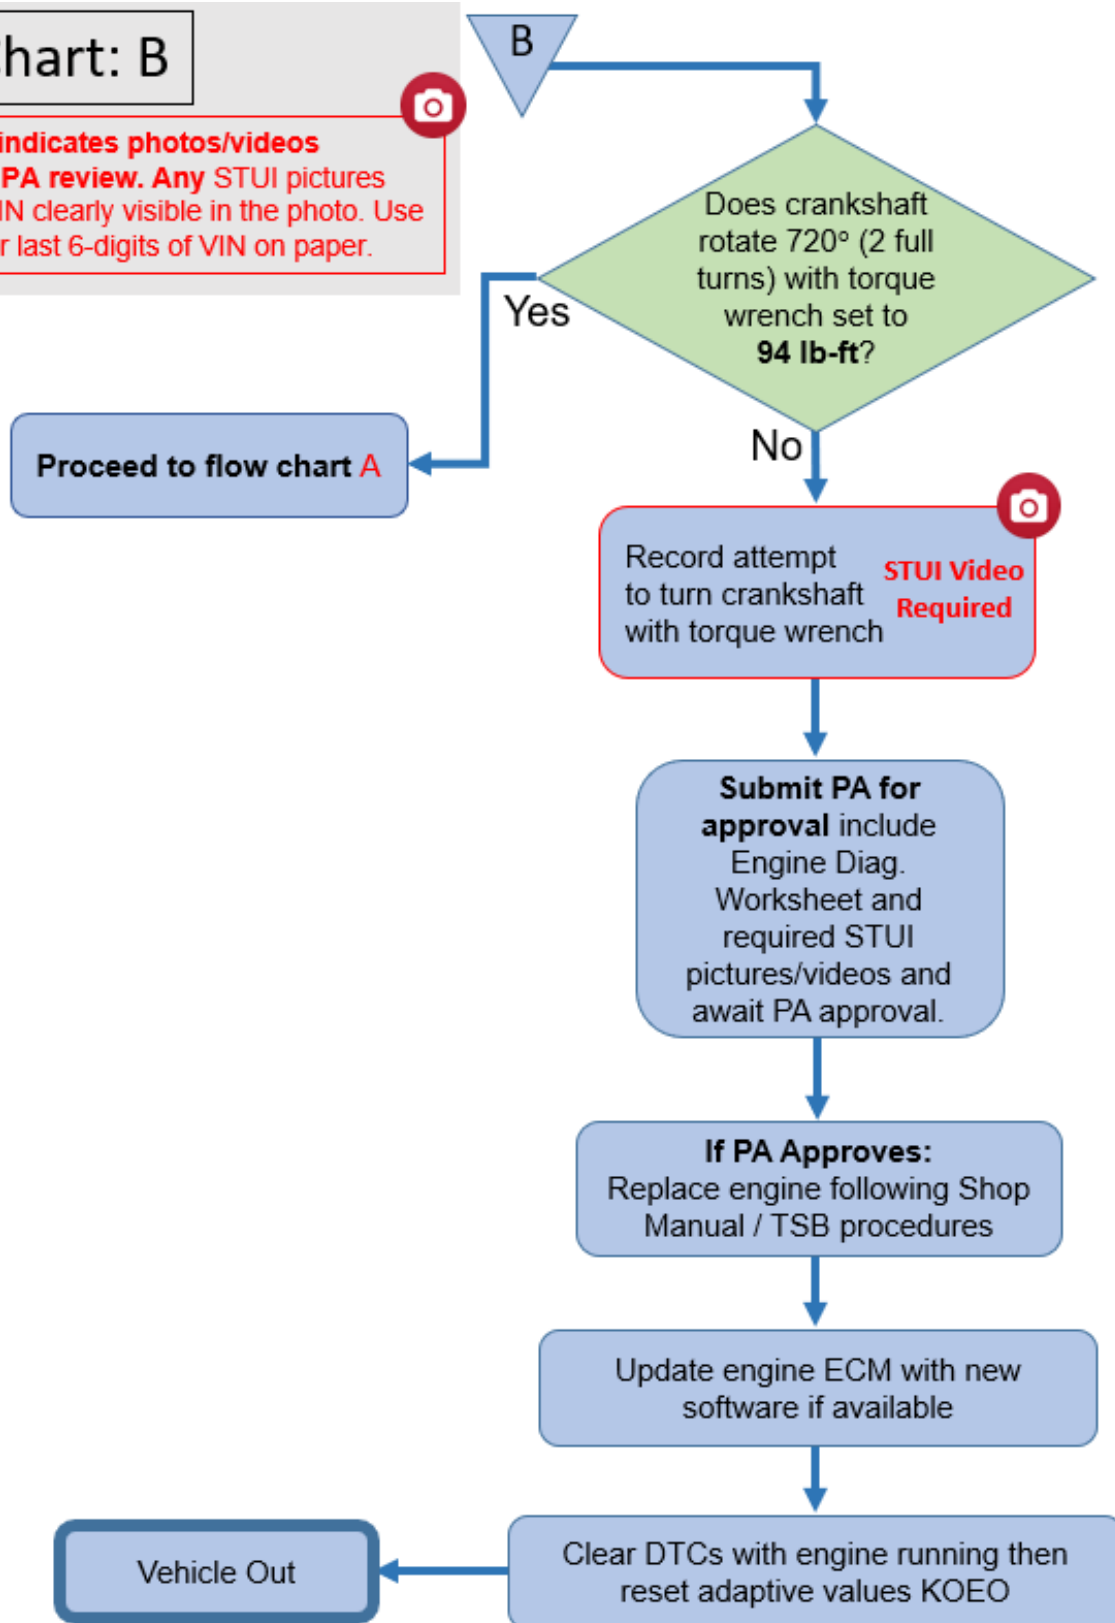 hart: B
indicates photos/videos
PA review. Any STUI pictures
IN clearly visible in the photo. Use
r last 6-digits of VIN on paper.
B
Does crankshaft
rotate 720° (2 full
turns) with torque
wrench set to
94 lb-ft?
Yes
No
Proceed to flow chart A
Record attempt
to turn crankshaft
with torque wrench
STUI Video
Required
Submit PA for
approval include
Engine Diag.
Worksheet and
required STUI
pictures/videos and
await PA approval.
If PA Approves:
Replace engine following Shop
Manual / TSB procedures
Update engine ECM with new
software if available
Clear DTCs with engine running then
reset adaptive values KOEO
Vehicle Out